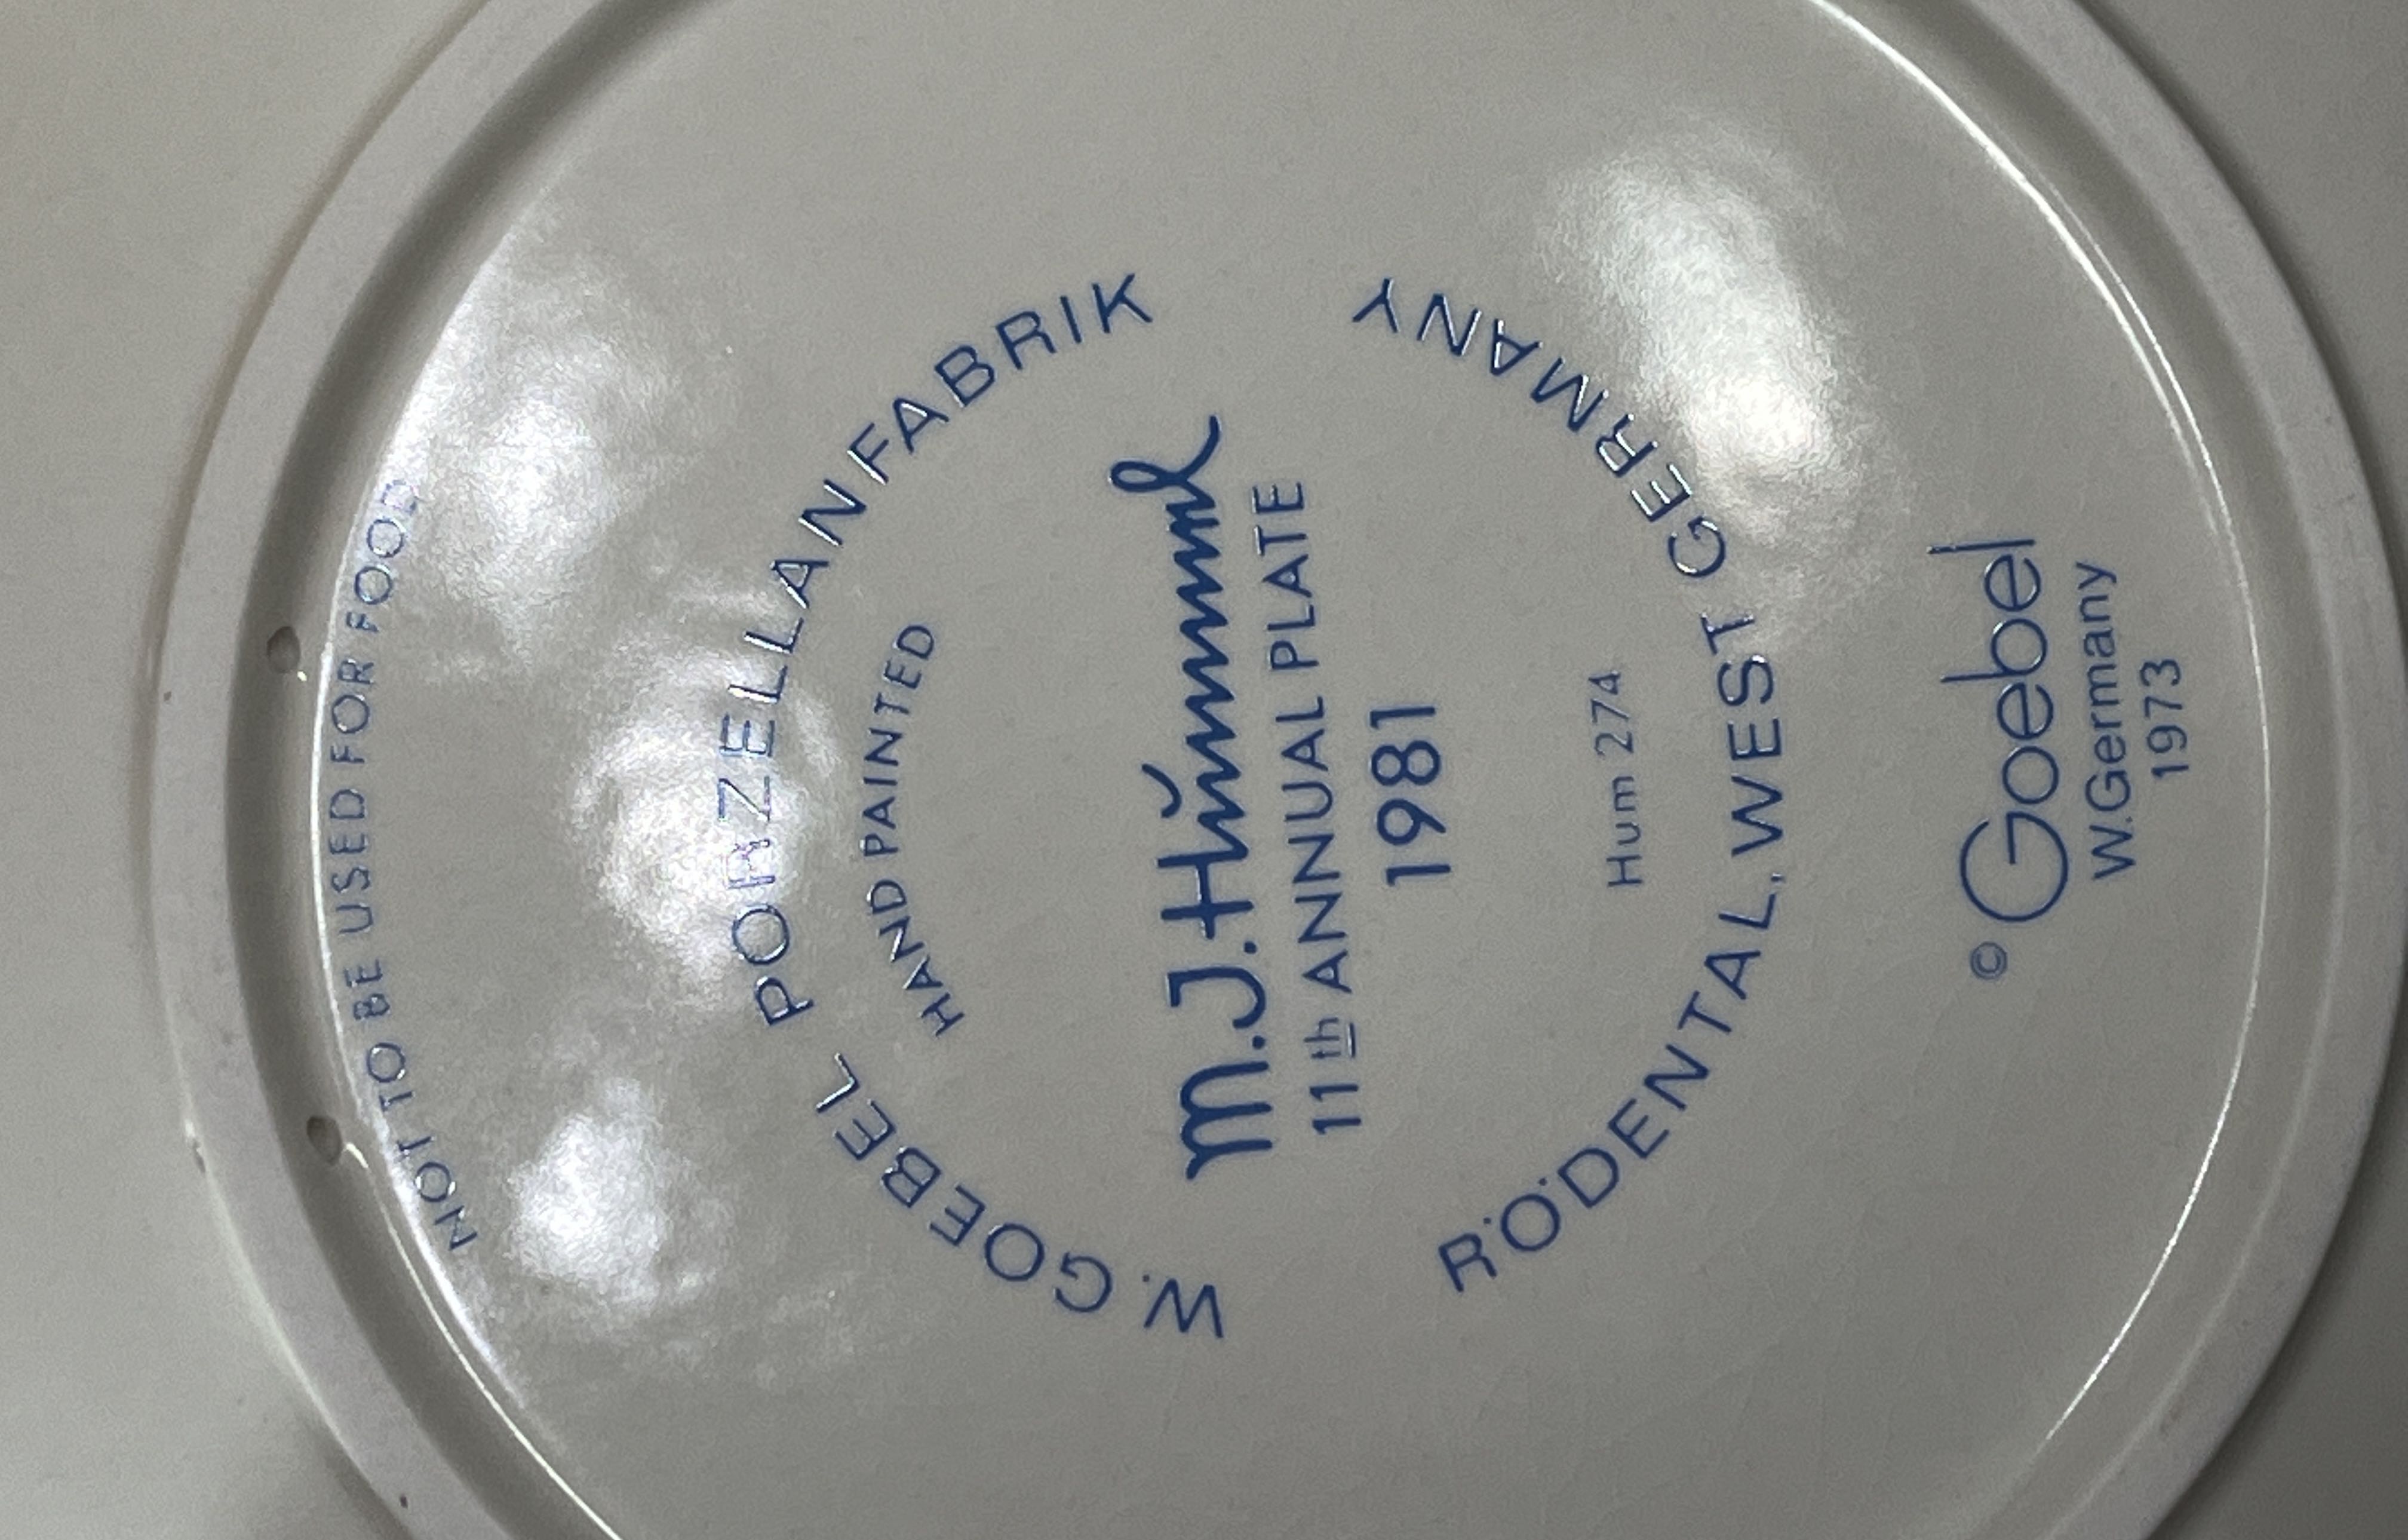 NOT TO BE USED FOR FOOD
W. GOEBEL PORZELLANFABRIK
HAND PAINTED
M.J. Hümmel
11th ANNUAL PLATE
1981
Hum 274
RÖDENTAL, WEST GERMANY
© Goebel
W.Germany
1973